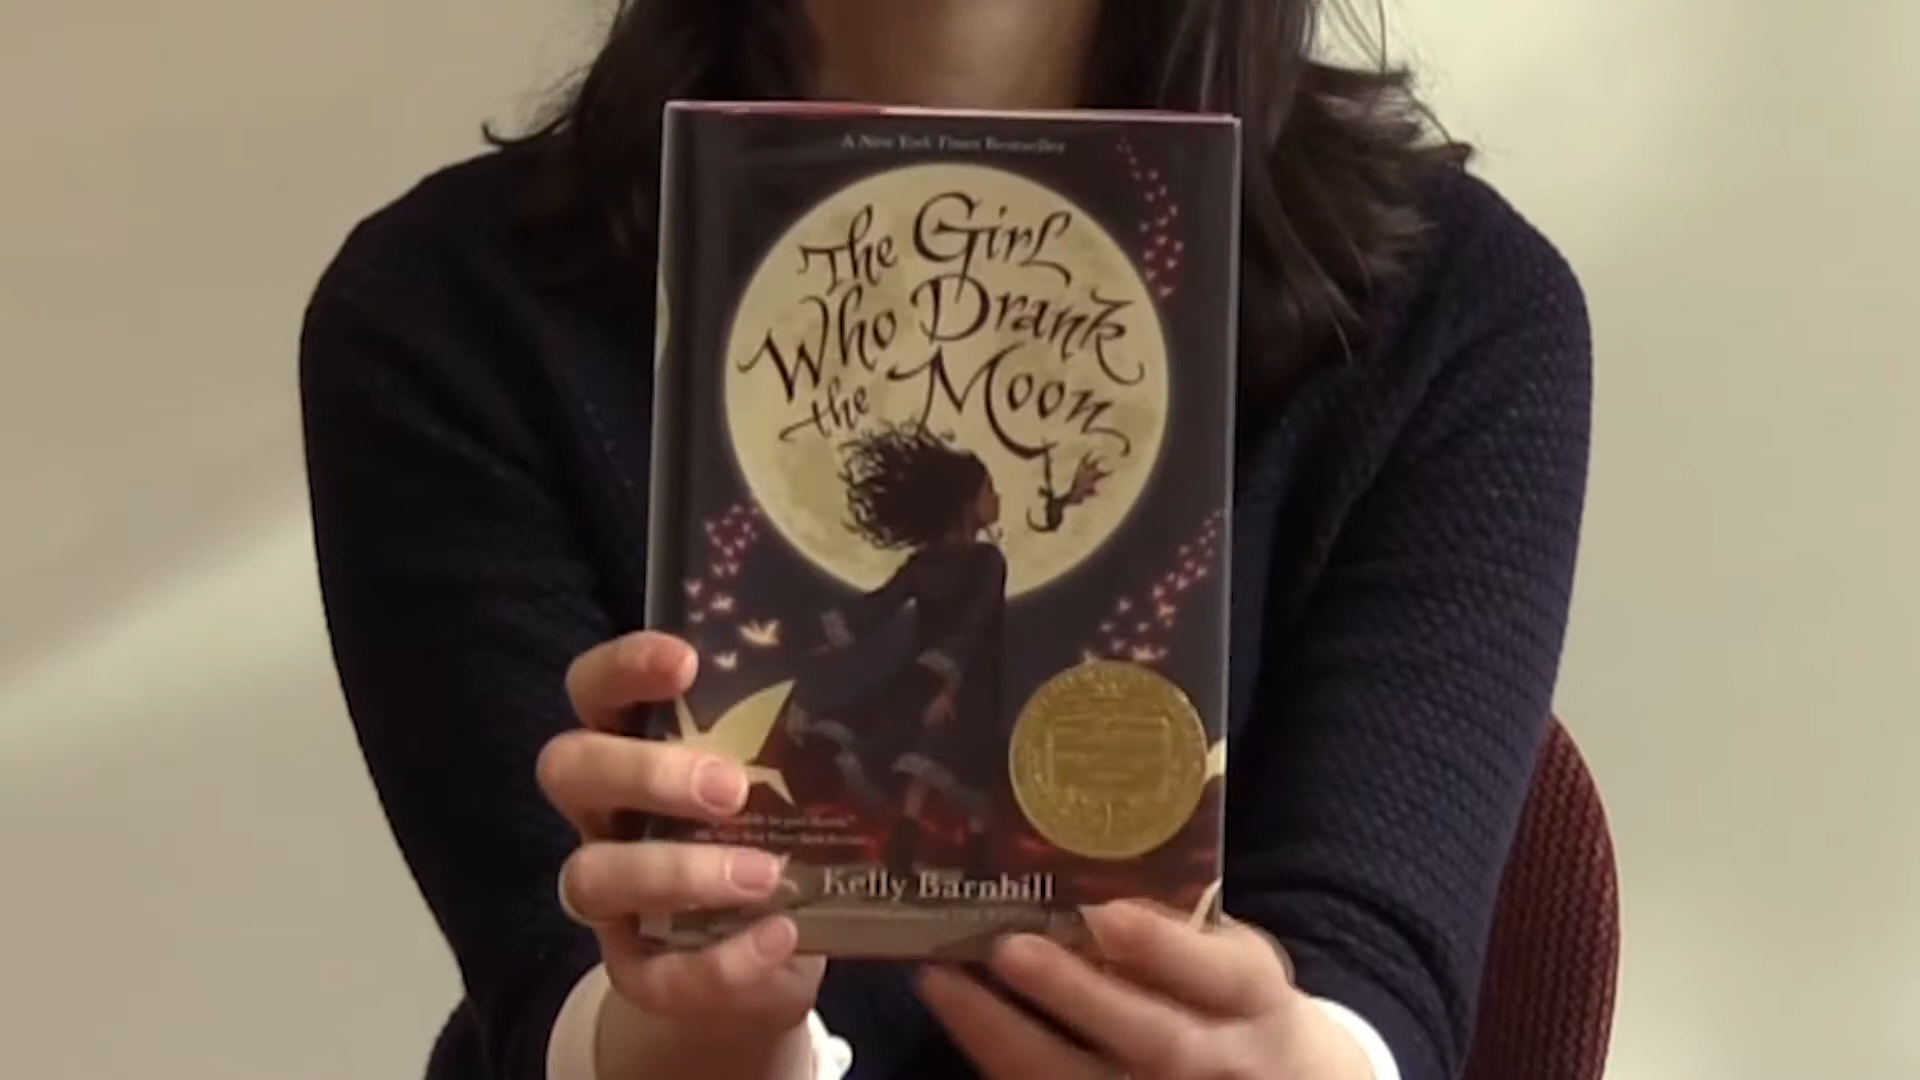 A New York Times Bestseller
The Girl
Who Drank
the Moon
Kelly Barnhill